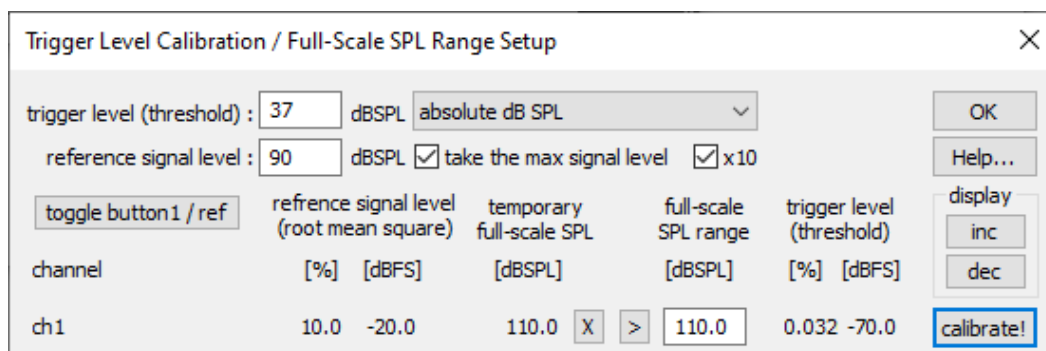 Trigger Level Calibration / Full-Scale SPL Range Setup
trigger level (threshold) : 37 dBSPL absolute dB SPL OK
reference signal level : 90 dBSPL take the max signal level x10 Help...
toggle button1 / ref refrence signal level temporary full-scale trigger level display
(root mean square) full-scale SPL SPL range (threshold) inc
channel [%] [dBFS] [dBSPL] [dBSPL] [%] [dBFS] dec
ch1 10.0 -20.0 110.0 X > 110.0 0.032 -70.0 calibrate!